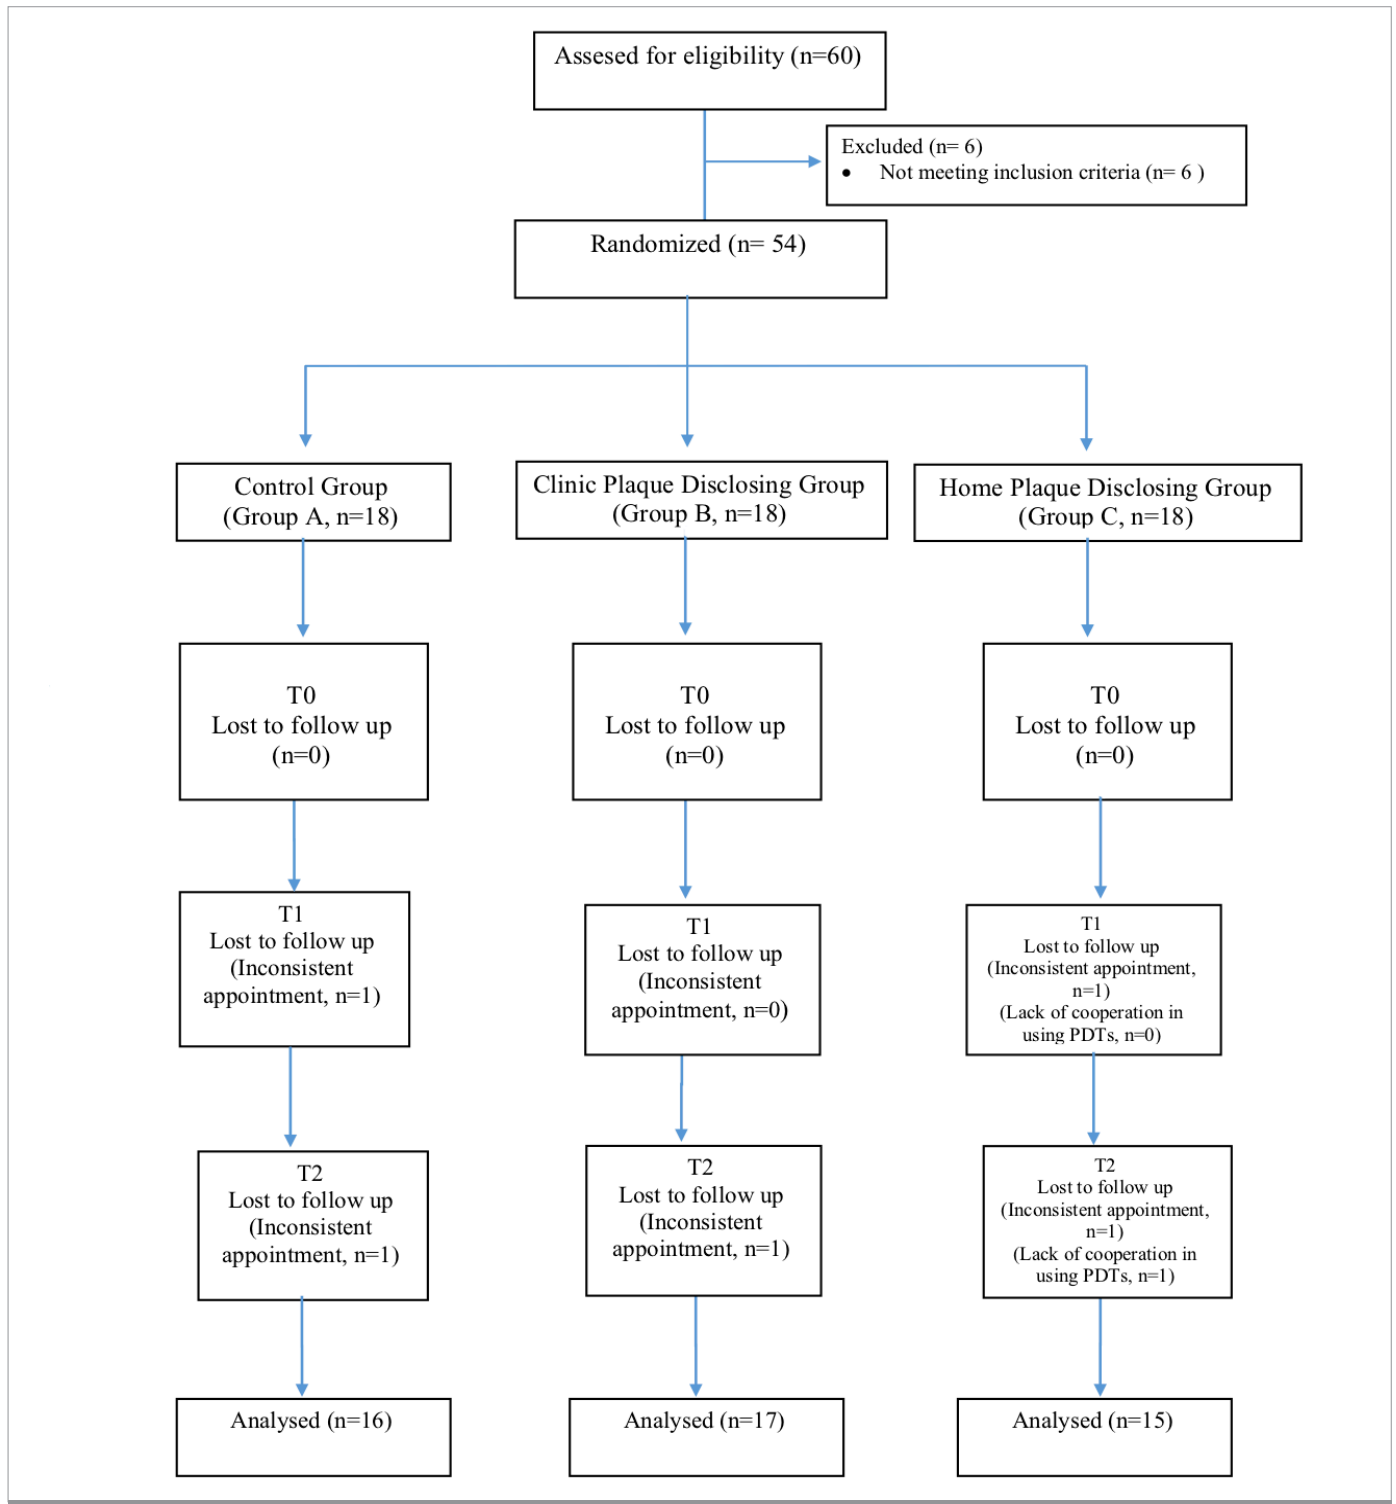 Assesed for eligibility (n=60)
Excluded (n= 6)
• Not meeting inclusion criteria (n= 6 )
Randomized (n= 54)
Control Group
(Group A, n=18)
Clinic Plaque Disclosing Group
(Group B, n=18)
Home Plaque Disclosing Group
(Group C, n=18)
T0
Lost to follow up
(n=0)
T0
Lost to follow up
(n=0)
T0
Lost to follow up
(n=0)
T1
Lost to follow up
(Inconsistent
appointment, n=1)
T1
Lost to follow up
(Inconsistent
appointment, n=0)
T1
Lost to follow up
(Inconsistent appointment,
n=1)
(Lack of cooperation in
using PDTs, n=0)
T2
Lost to follow up
(Inconsistent
appointment, n=1)
T2
Lost to follow up
(Inconsistent
appointment, n=1)
T2
Lost to follow up
(Inconsistent appointment,
n=1)
(Lack of cooperation in
using PDTs, n=1)
Analysed (n=16)
Analysed (n=17)
Analysed (n=15)